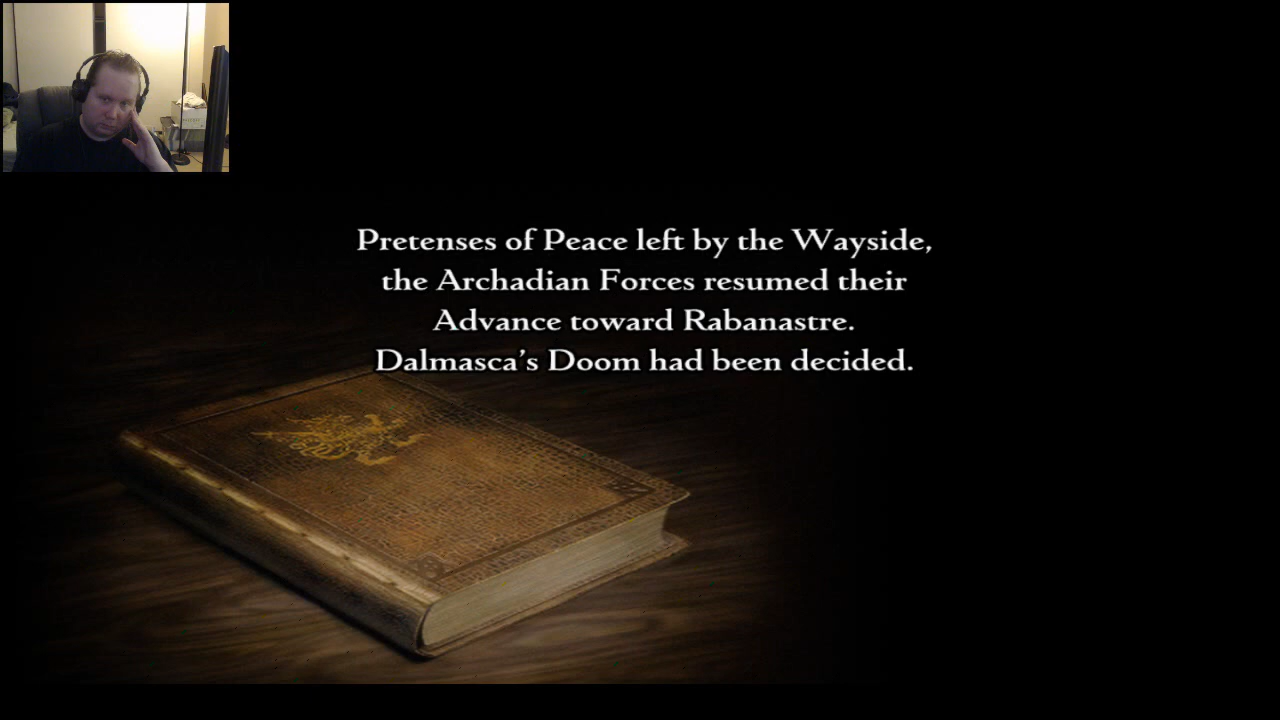 Pretenses of Peace left by the Wayside,
the Archadian Forces resumed their
Advance toward Rabanastre.
Dalmasca's Doom had been decided.